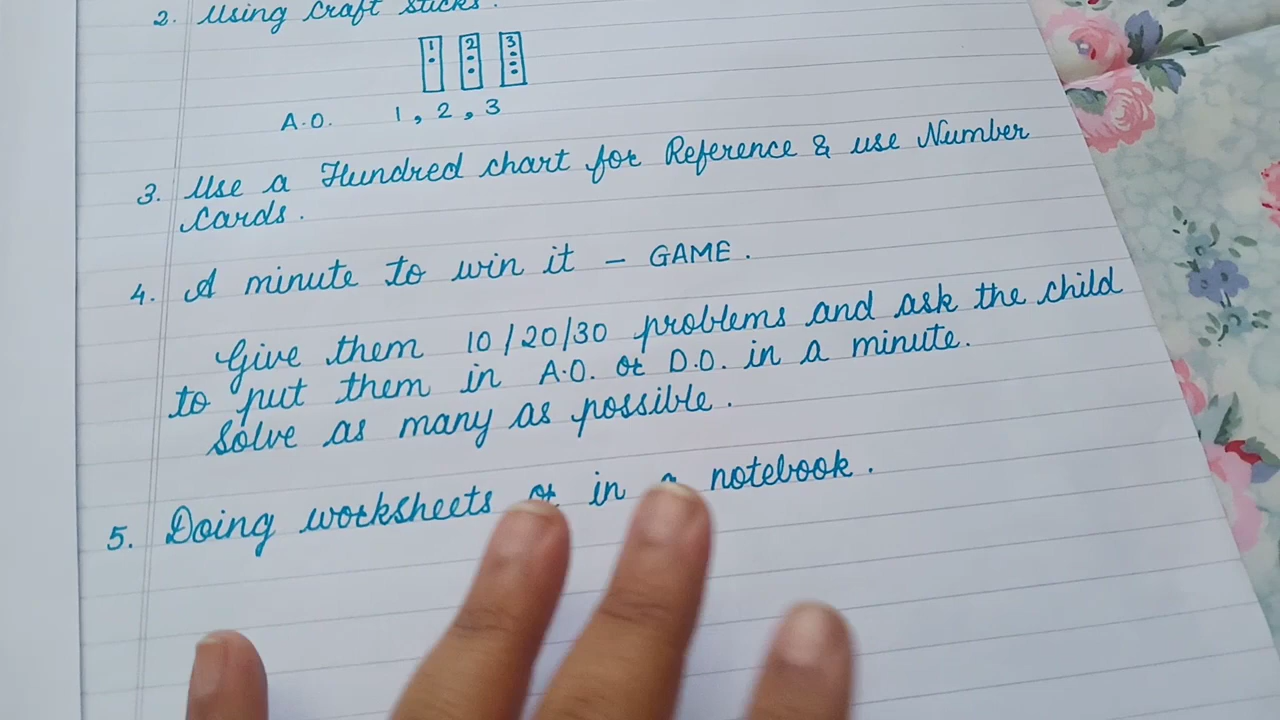 2. Using Craft sticks.
1 2 3
A.O. 1, 2, 3
3. Use a Hundred chart for Reference & use Number
Cards.
4. A minute to win it - GAME.
Give them 10/20/30 problems and ask the child
to put them in A.O. or D.O. in a minute.
Solve as many as possible.
5. Doing worksheets or in a notebook.